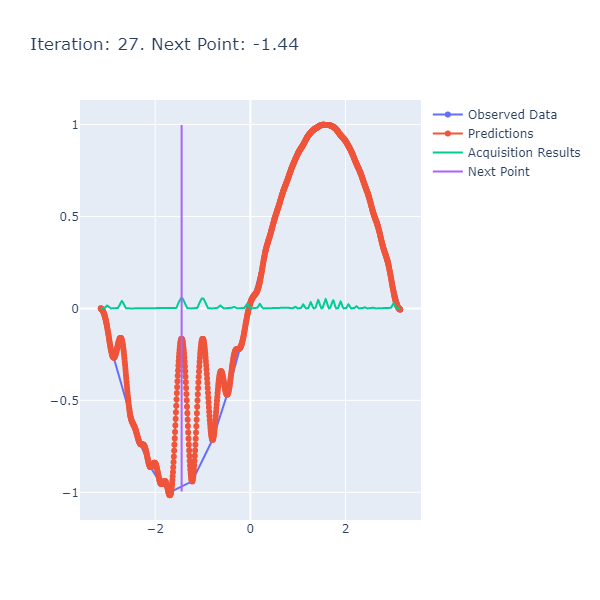 Iteration: 27. Next Point: -1.44
Observed Data
Predictions
Acquisition Results
Next Point
1
0.5
0
−0.5
−1
−2
0
2